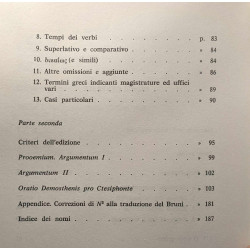 8. Tempi dei verbi p. 83
9. Superlativo e comparativo » 84
10. καλῶς (e simili) » 84
11. Altre omissioni e aggiunte » 86
12. Termini greci indicanti magistrature ed uffici
vari » 89
13. Casi particolari » 90
Parte seconda
Criteri dell'edizione » 95
Prooemium. Argumentum I » 99
Argumentum II » 102
Oratio Demosthenis pro Ctesiphonte » 103
Appendice. Correzioni di N² alla traduzione del Bruni » 181
Indice dei nomi » 187